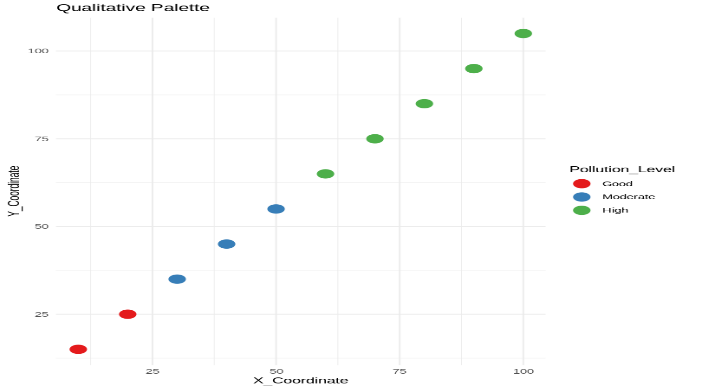 Qualitative Palette
100
75
50
25
Y_Coordinate
25
50
75
100
X_Coordinate
Pollution_Level
Good
Moderate
High